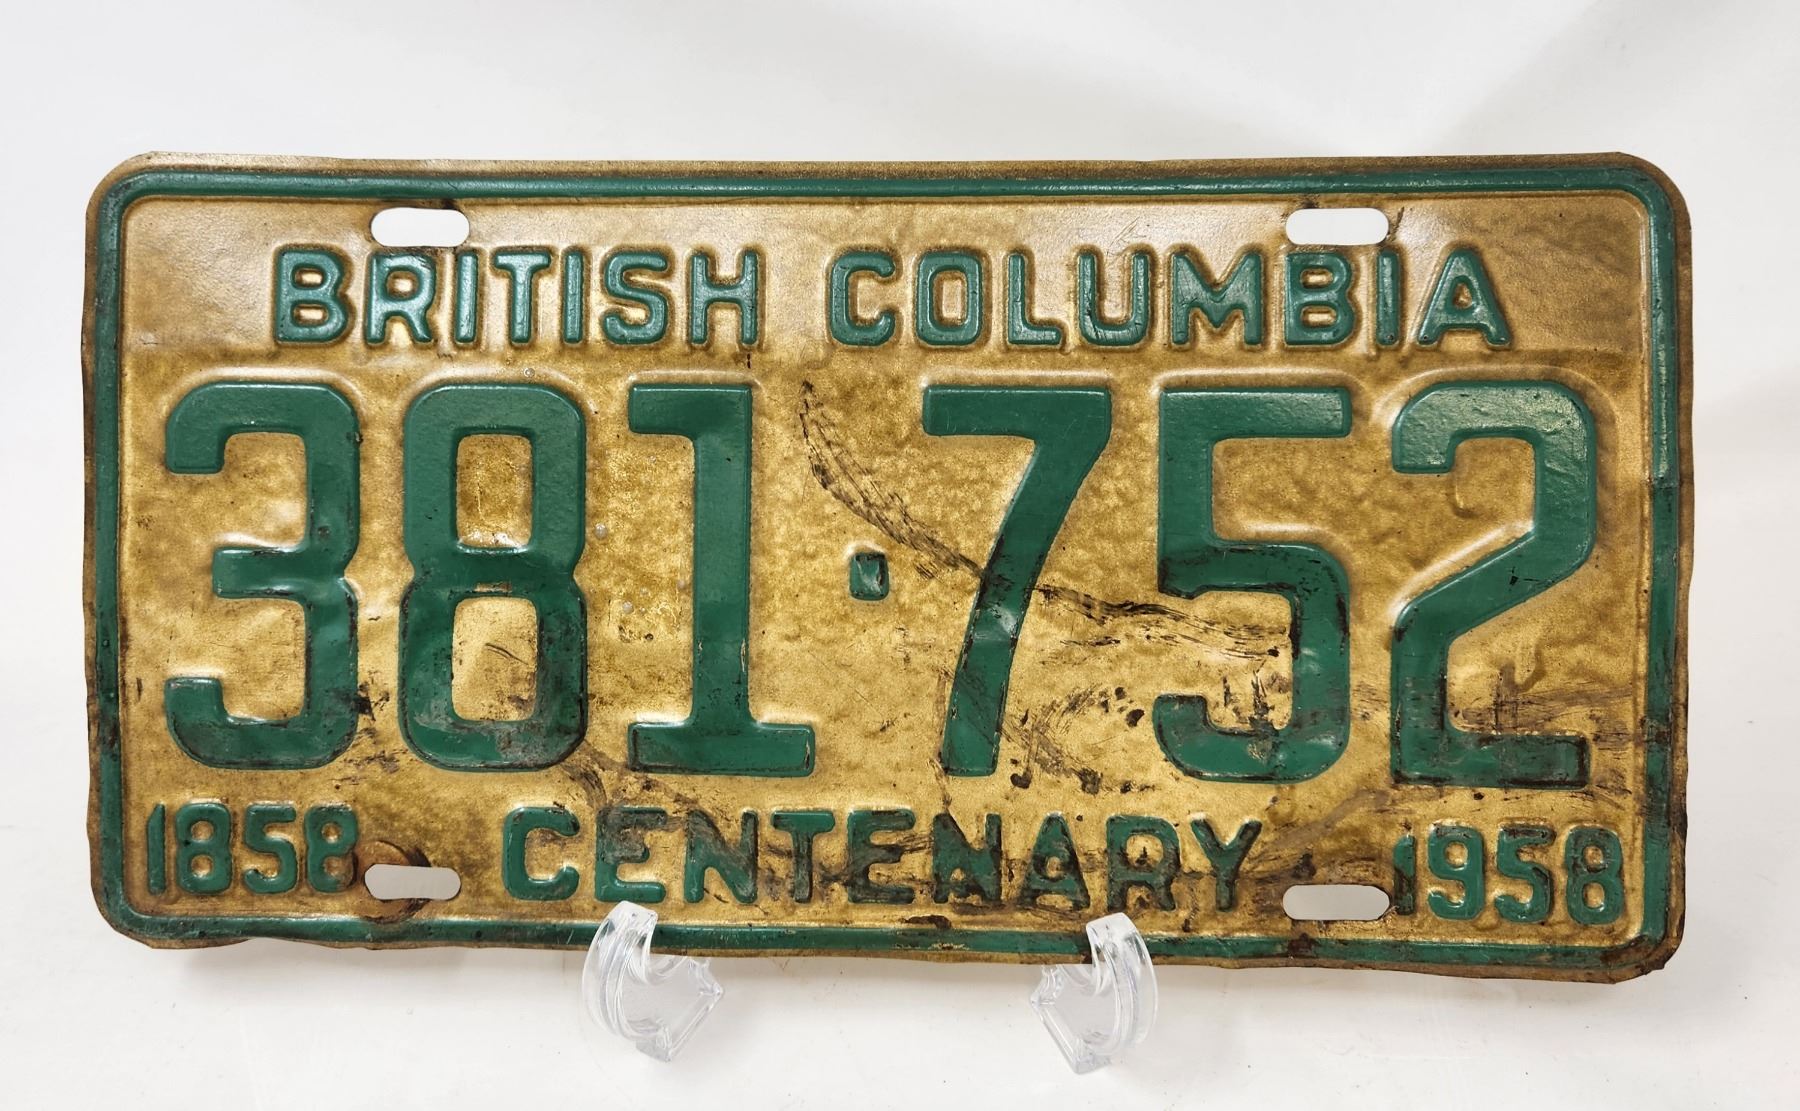 BRITISH COLUMBIA
381·752
1858 CENTENARY 1958